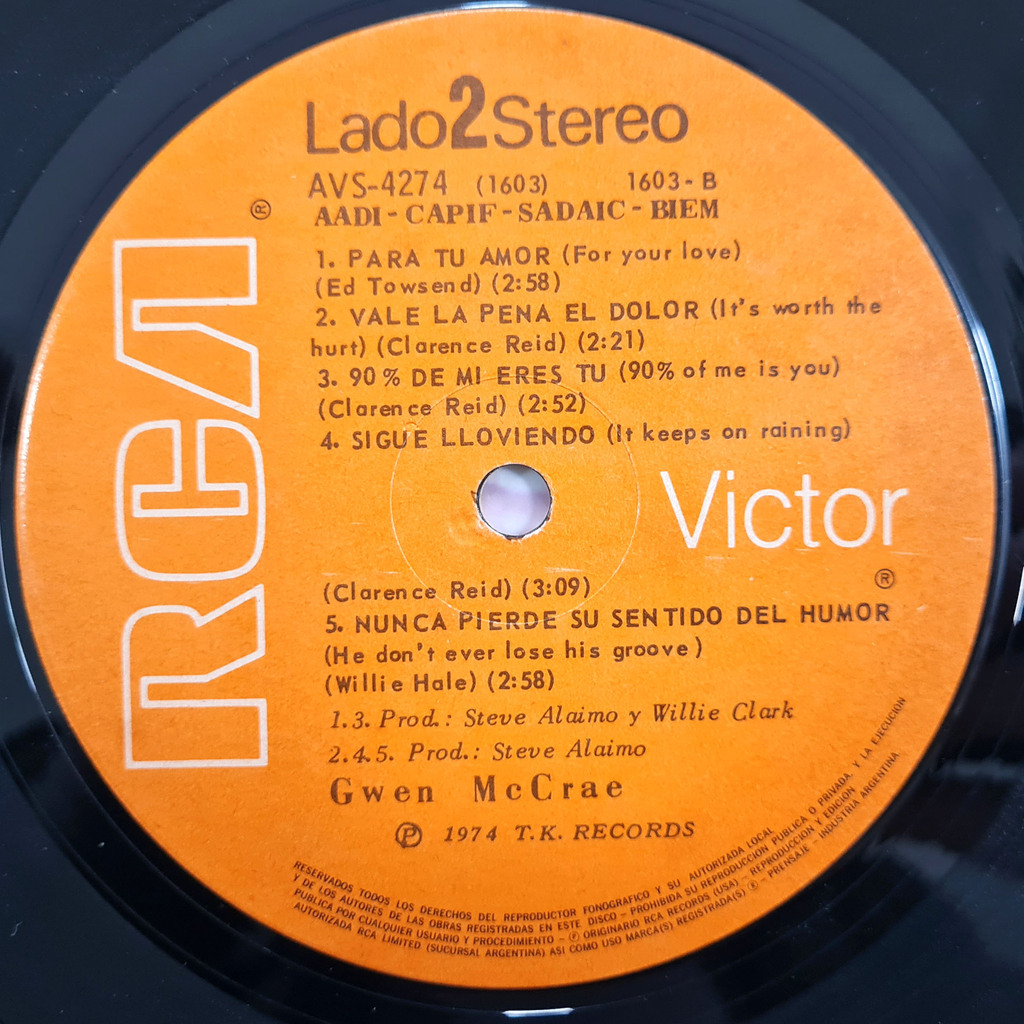 Lado 2 Stereo
AVS-4274 (1603) 1603-B
AADI-CAPIF-SADAIC-BIEM
®
RCA
1. PARA TU AMOR (For your love)
(Ed Towsend) (2:58)
2. VALE LA PENA EL DOLOR (It's worth the
hurt) (Clarence Reid) (2:21)
3. 90% DE MI ERES TU (90% of me is you)
(Clarence Reid) (2:52)
4. SIGUE LLOVIENDO (It keeps on raining)
Victor
®
(Clarence Reid) (3:09)
5. NUNCA PIERDE SU SENTIDO DEL HUMOR
(He don't ever lose his groove)
(Willie Hale) (2:58)
1.3. Prod.: Steve Alaimo y Willie Clark
2.4.5. Prod.: Steve Alaimo
Gwen McCrae
℗ 1974 T.K. RECORDS
RESERVADOS TODOS LOS DERECHOS DEL REPRODUCTOR FONOGRAFICO Y SU AUTORIZADA LOCAL
Y DE LOS AUTORES DE LAS OBRAS REGISTRADAS EN ESTE DISCO - PROHIBIDA SU REPRODUCCION PUBLICA O PRIVADA, Y LA EJECUCION
PUBLICA POR CUALQUIER USUARIO Y PROCEDIMIENTO - ℗ ORIGINARIO RCA RECORDS (USA) - REPRODUCCION Y EDICION
AUTORIZADA RCA LIMITED (SUCURSAL ARGENTINA) ASI COMO USO MARCA(S) REGISTRADA(S) - PRENSAJE - INDUSTRIA ARGENTINA